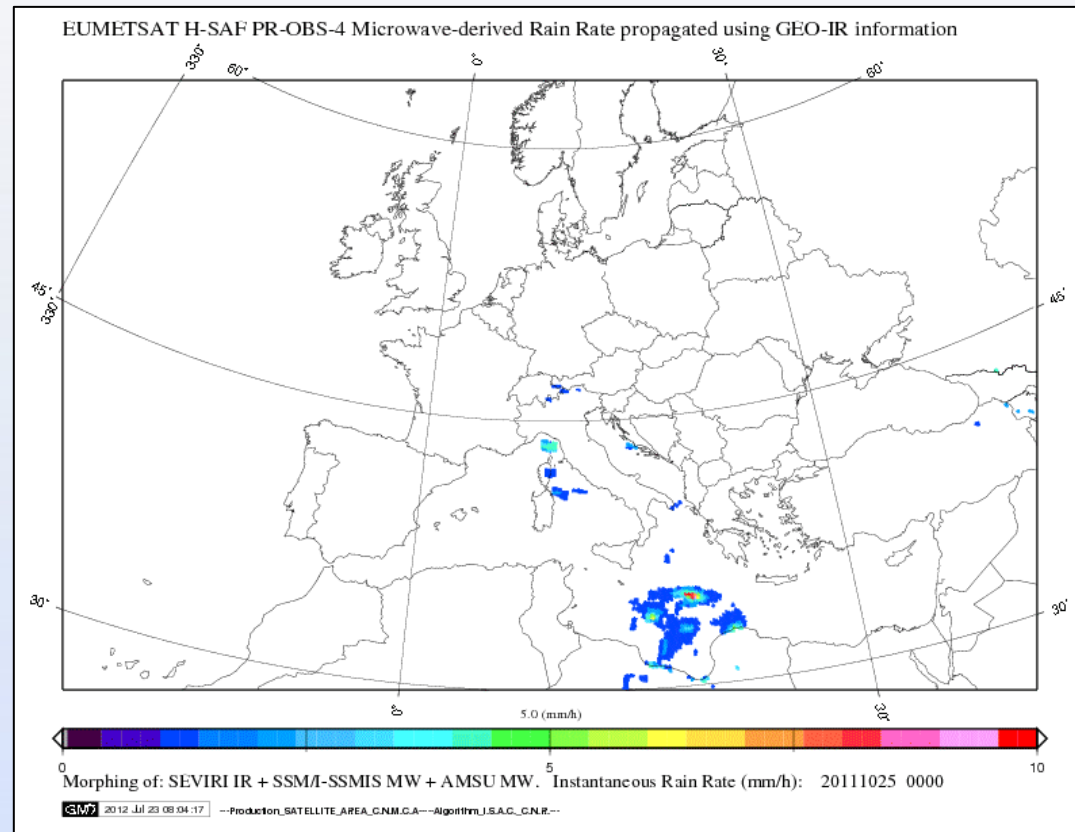 EUMETSAT H-SAF PR-OBS-4 Microwave-derived Rain Rate propagated using GEO-IR information
330° 60° 0° 30° 60°
45° 45°
330°
30° 30°
0° 30°
5.0 (mm/h)
0 5 10
Morphing of: SEVIRI IR + SSM/I-SSMIS MW + AMSU MW. Instantaneous Rain Rate (mm/h): 20111025 0000
GMT 2012 Jul 23 08:04:17 ---Production_SATELLITE_AREA_C.N.M.C.A----Algorithm_I.S.A.C._C.N.R.---